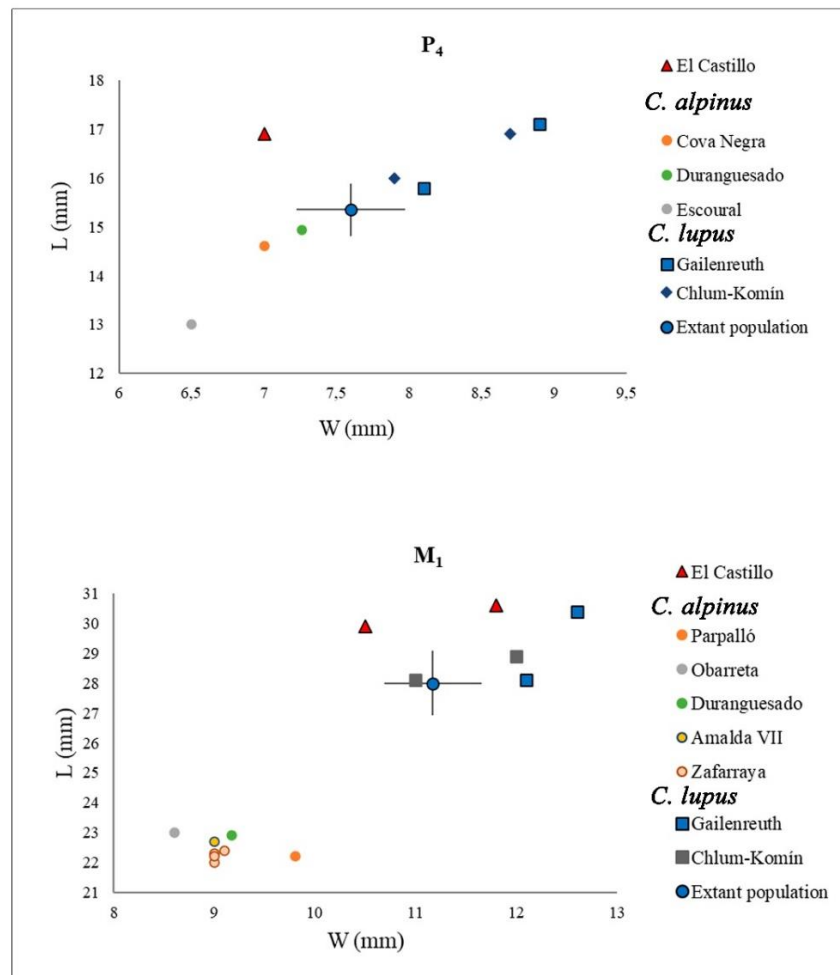 P4
18
17
16
15
14
13
12
L (mm)
6
6,5
7
7,5
8
8,5
9
9,5
W (mm)
El Castillo
C. alpinus
Cova Negra
Duranguesado
Escoural
C. lupus
Gailenreuth
Chlum-Komín
Extant population
M1
31
30
29
28
27
26
25
24
23
22
21
L (mm)
8
9
10
11
12
13
W (mm)
El Castillo
C. alpinus
Parpalló
Obarreta
Duranguesado
Amalda VII
Zafarraya
C. lupus
Gailenreuth
Chlum-Komín
Extant population